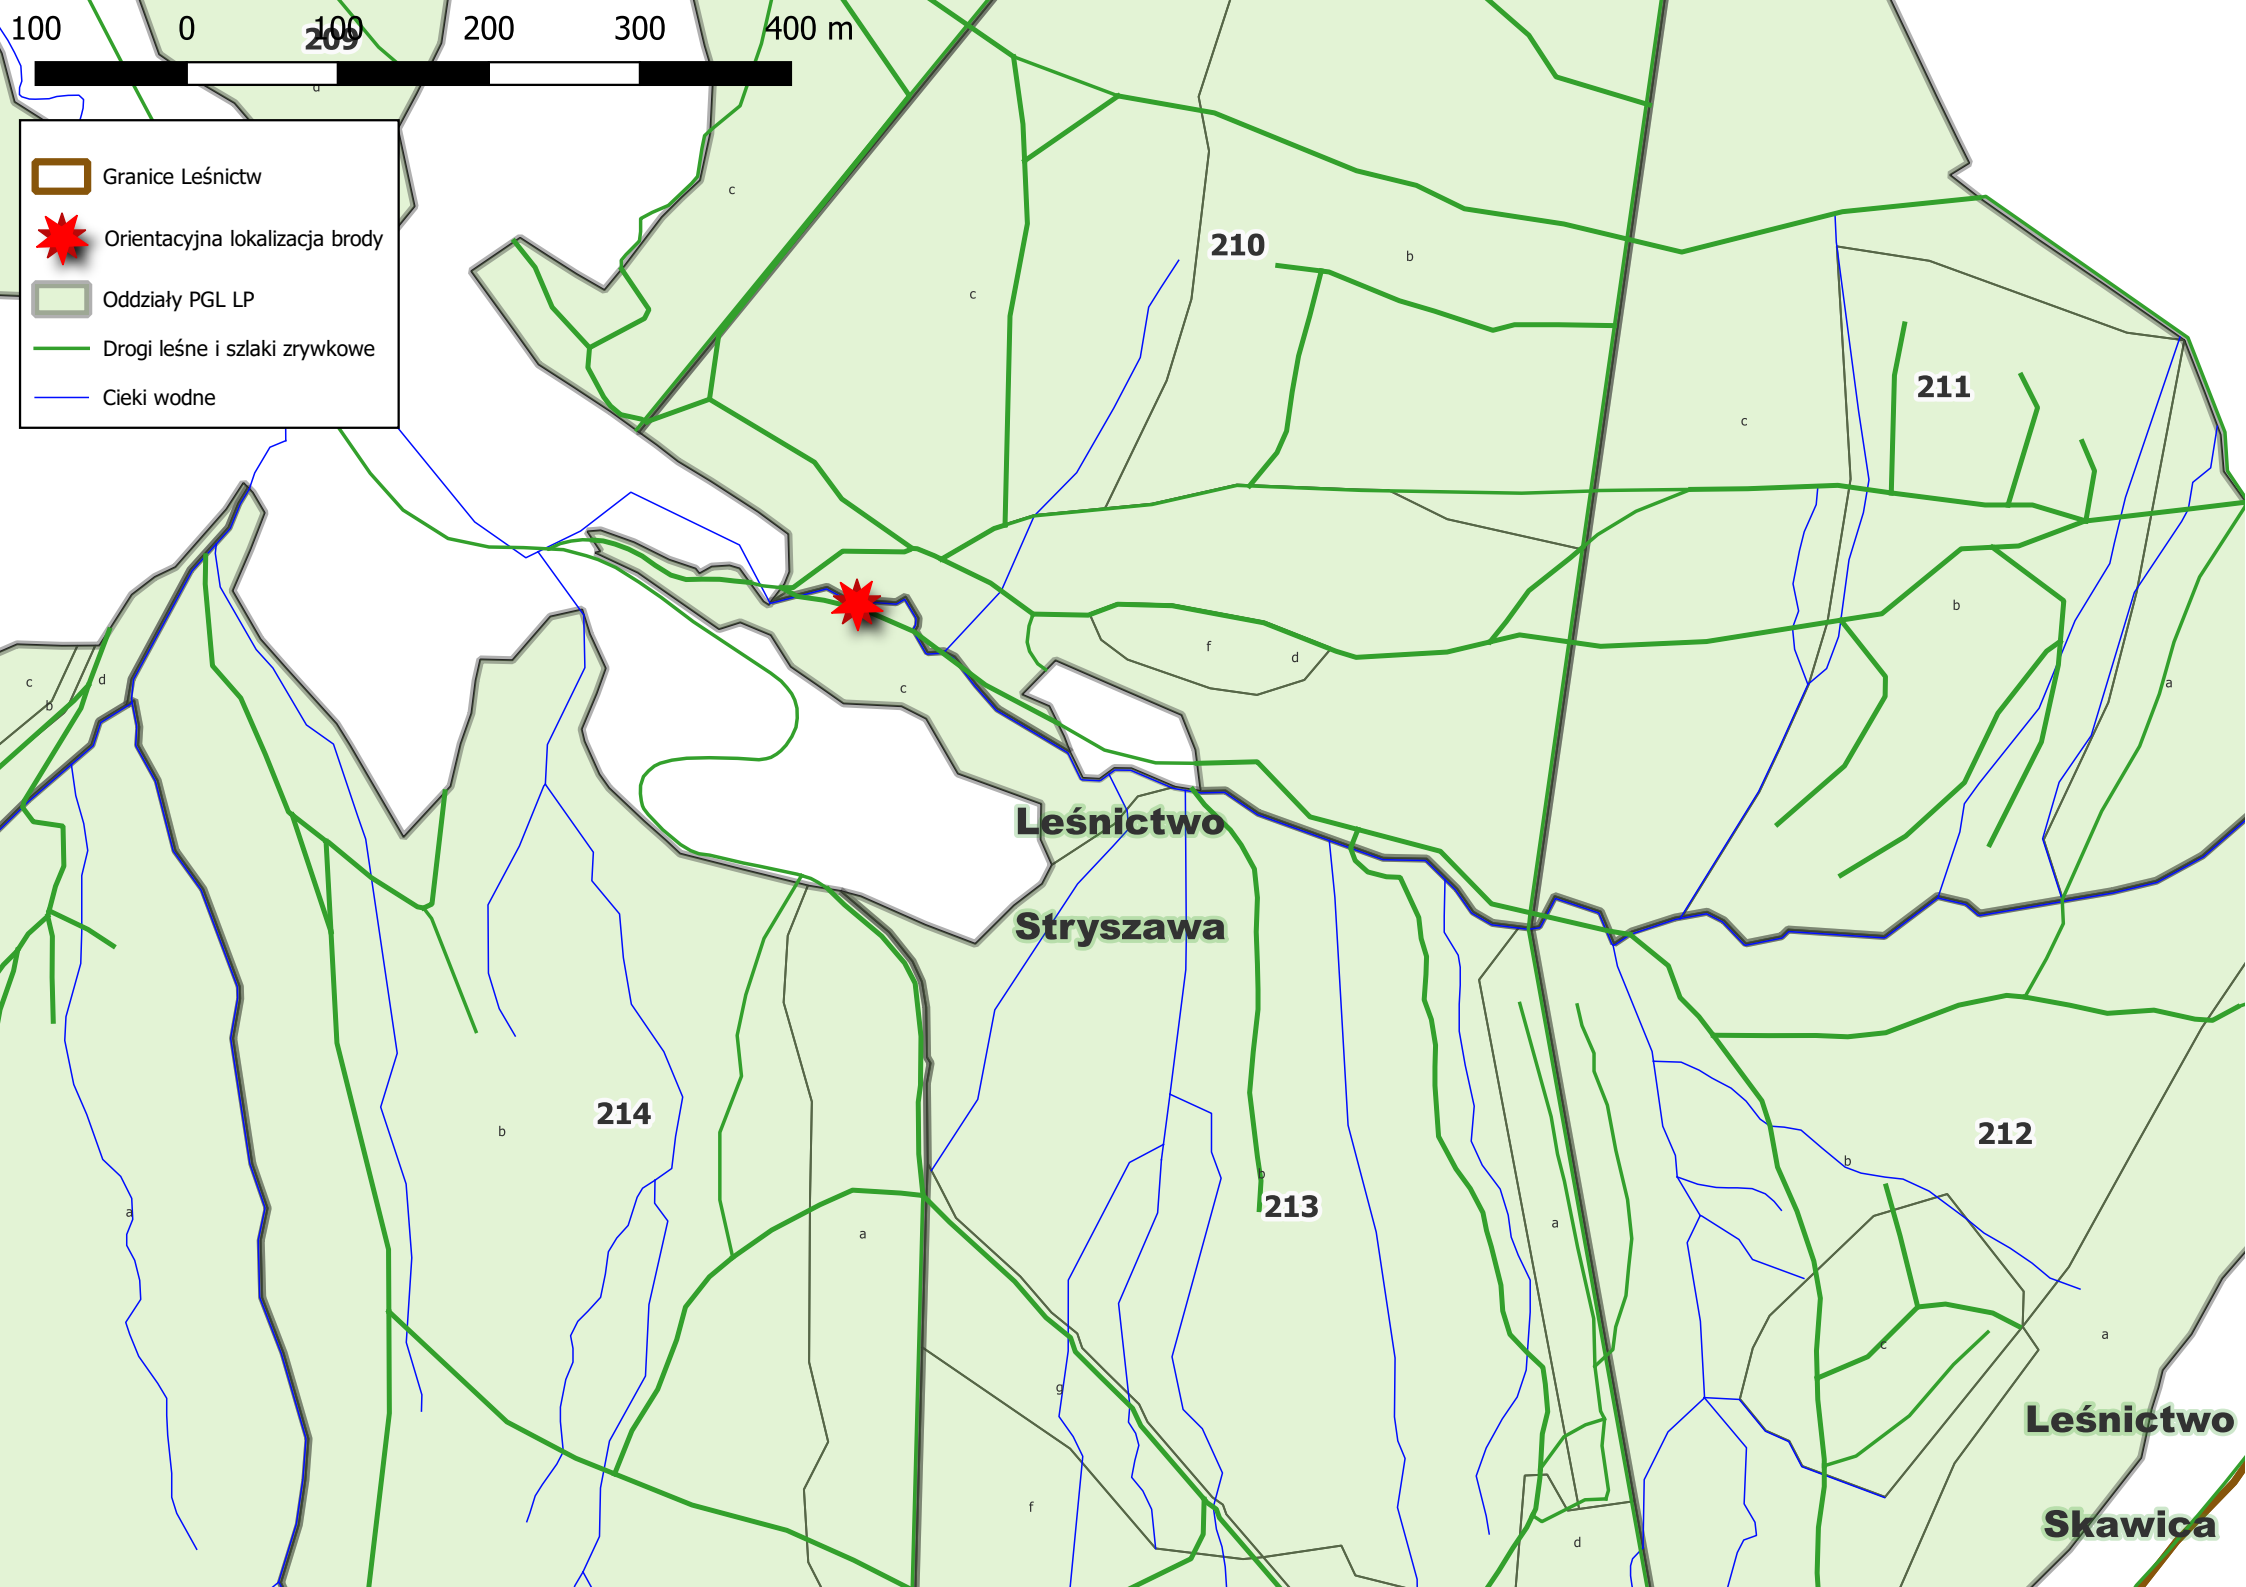 100 0 100 200 300 400 m
209
d
Granice Leśnictw
Orientacyjna lokalizacja brody
Oddziały PGL LP
Drogi leśne i szlaki zrywkowe
Cieki wodne
c
210
b
c
211
c
b
f
d
c
d
c
b
a
Leśnictwo
Stryszawa
214
b
212
b
b
213
a
a
a
a
c
g
f
d
Leśnictwo
Skawica